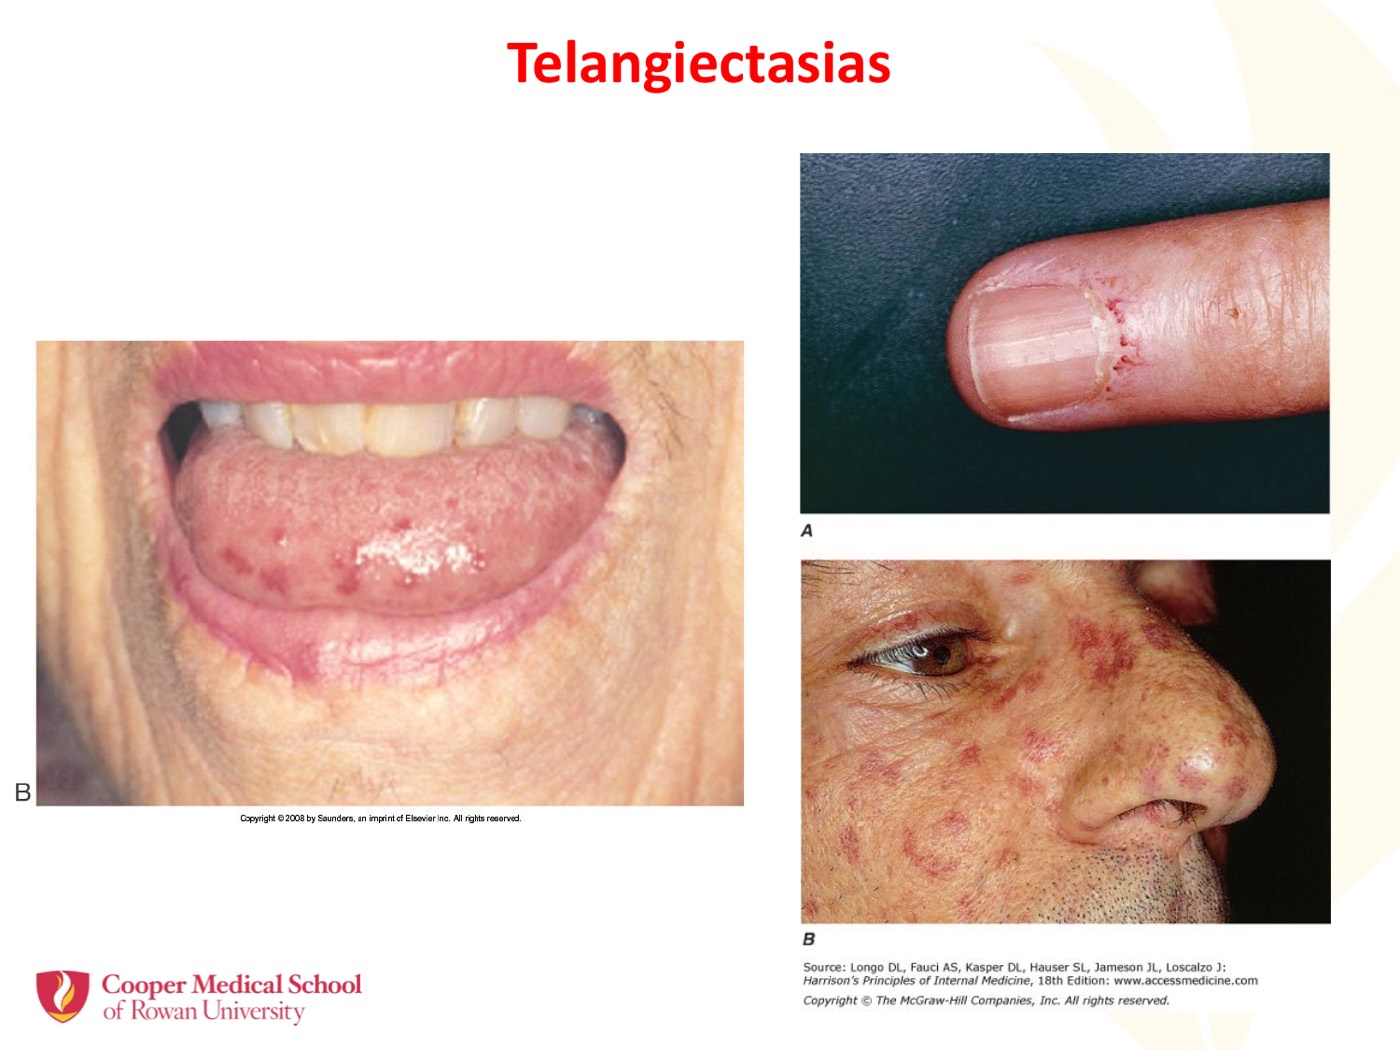 Telangiectasias
B
Copyright © 2008 by Saunders, an imprint of Elsevier Inc. All rights reserved.
A
B
Source: Longo DL, Fauci AS, Kasper DL, Hauser SL, Jameson JL, Loscalzo J:
Harrison's Principles of Internal Medicine, 18th Edition: www.accessmedicine.com
Copyright © The McGraw-Hill Companies, Inc. All rights reserved.
Cooper Medical School
of Rowan University